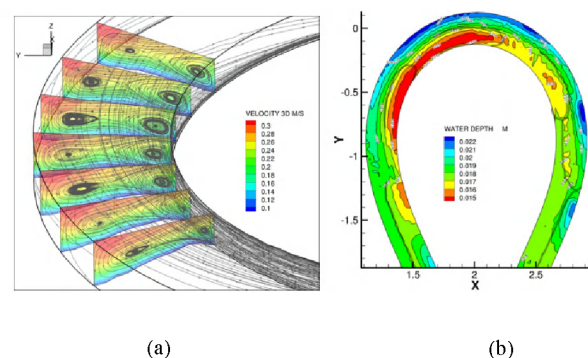 (a)
Z
X
Y
VELOCITY 3D M/S
0.3
0.28
0.26
0.24
0.22
0.2
0.18
0.16
0.14
0.12
0.1
(b)
0
-0.5
-1
-1.5
Y
WATER DEPTH M
0.022
0.021
0.02
0.019
0.018
0.017
0.016
0.015
1.5
2
2.5
X
(a)
(b)